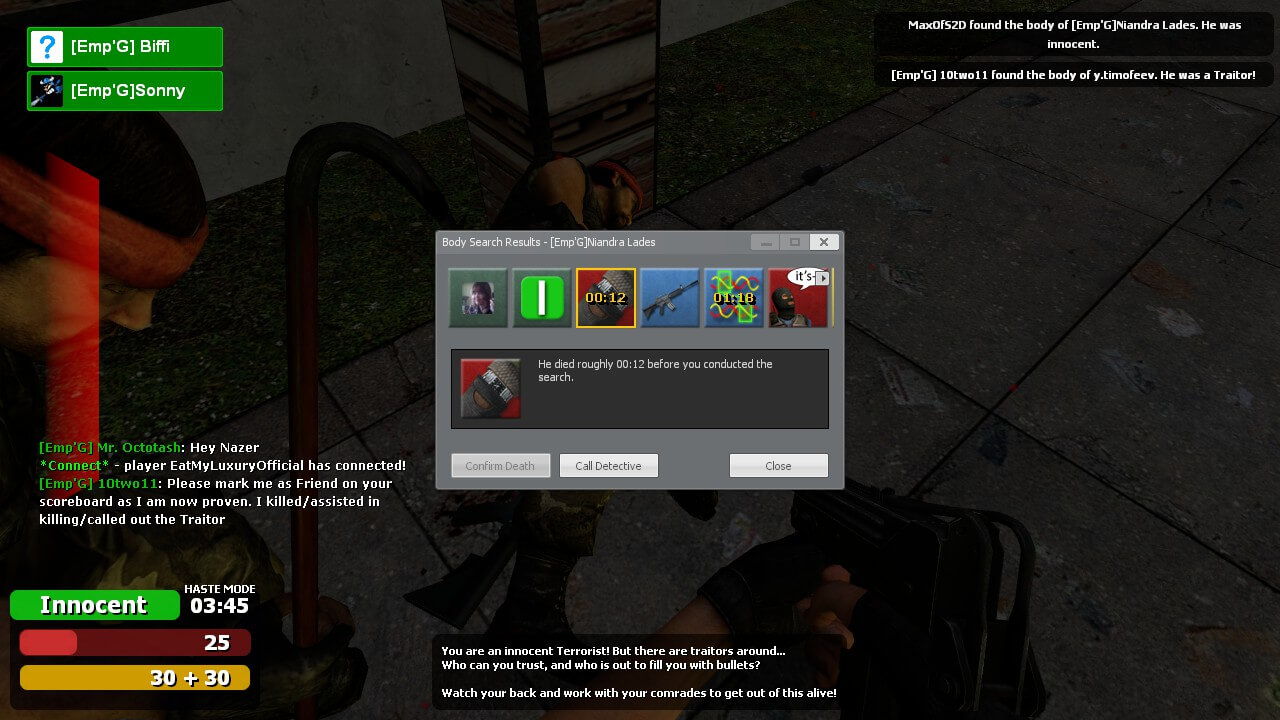 [Emp'G] Biffi
[Emp'G]Sonny
MaxOfS2D found the body of [Emp'G]Niandra Lades. He was
innocent.
[Emp'G] 10two11 found the body of y.timofeev. He was a Traitor!
Body Search Results - [Emp'G]Niandra Lades
00:12
01:18
it's-
He died roughly 00:12 before you conducted the
search.
Confirm Death
Call Detective
Close
[Emp'G] Mr. Octotash: Hey Nazer
*Connect* - player EatMyLuxuryOfficial has connected!
[Emp'G] 10two11: Please mark me as Friend on your
scoreboard as I am now proven. I killed/assisted in
killing/called out the Traitor
HASTE MODE
Innocent 03:45
25
30 + 30
You are an innocent Terrorist! But there are traitors around...
Who can you trust, and who is out to fill you with bullets?
Watch your back and work with your comrades to get out of this alive!